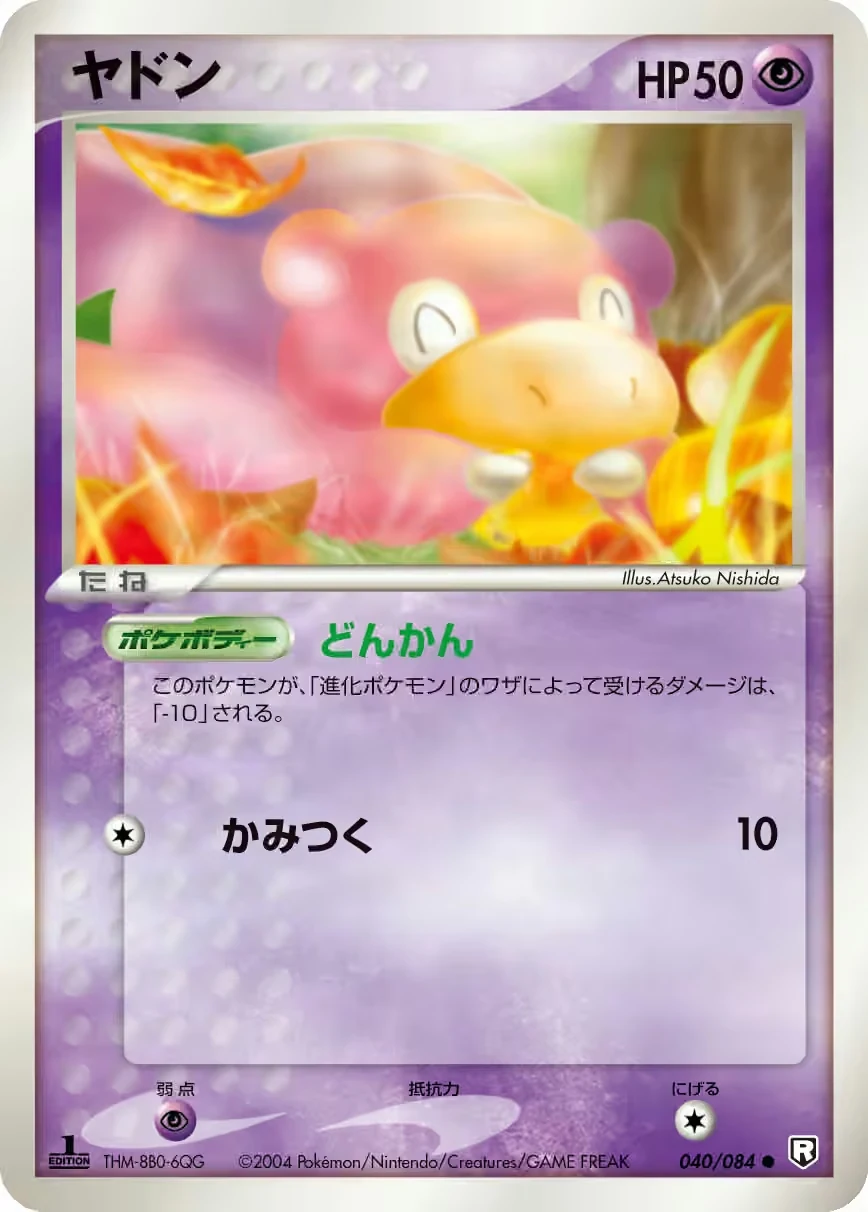 ヤドン HP50
たね Illus.Atsuko Nishida
ポケボディー どんかん
このポケモンが、「進化ポケモン」のワザによって受けるダメージは、
「-10」される。
かみつく 10
弱点 抵抗力 にげる
1 EDITION THM-8B0-6QG ©2004 Pokémon/Nintendo/Creatures/GAME FREAK 040/084 ● R